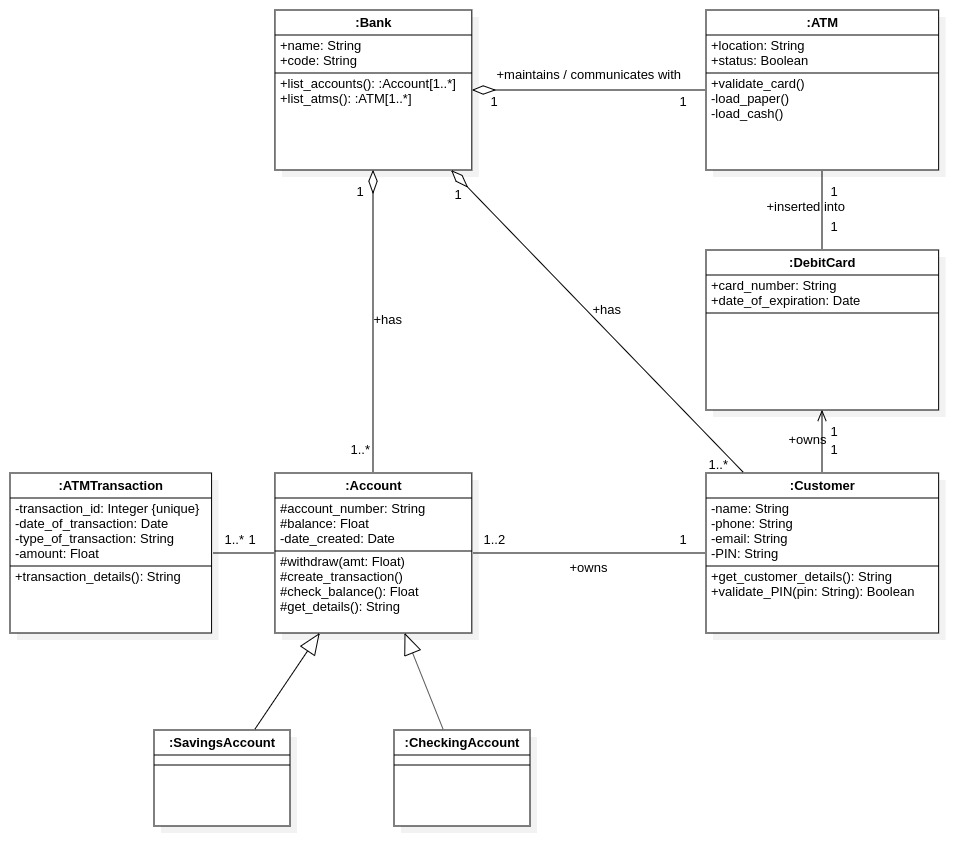 :Bank
+name: String
+code: String
+list_accounts(): :Account[1..*]
+list_atms(): :ATM[1..*]
+maintains / communicates with
1
1
:ATM
+location: String
+status: Boolean
+validate_card()
-load_paper()
-load_cash()
1
1
1
+inserted into
1
:DebitCard
+card_number: String
+date_of_expiration: Date
+has
+has
1
+owns
1
1..*
1..*
:ATMTransaction
-transaction_id: Integer {unique}
-date_of_transaction: Date
-type_of_transaction: String
-amount: Float
+transaction_details(): String
1..* 1
:Account
#account_number: String
#balance: Float
-date_created: Date
#withdraw(amt: Float)
#create_transaction()
#check_balance(): Float
#get_details(): String
1..2
1
+owns
:Customer
-name: String
-phone: String
-email: String
-PIN: String
+get_customer_details(): String
+validate_PIN(pin: String): Boolean
:SavingsAccount
:CheckingAccount